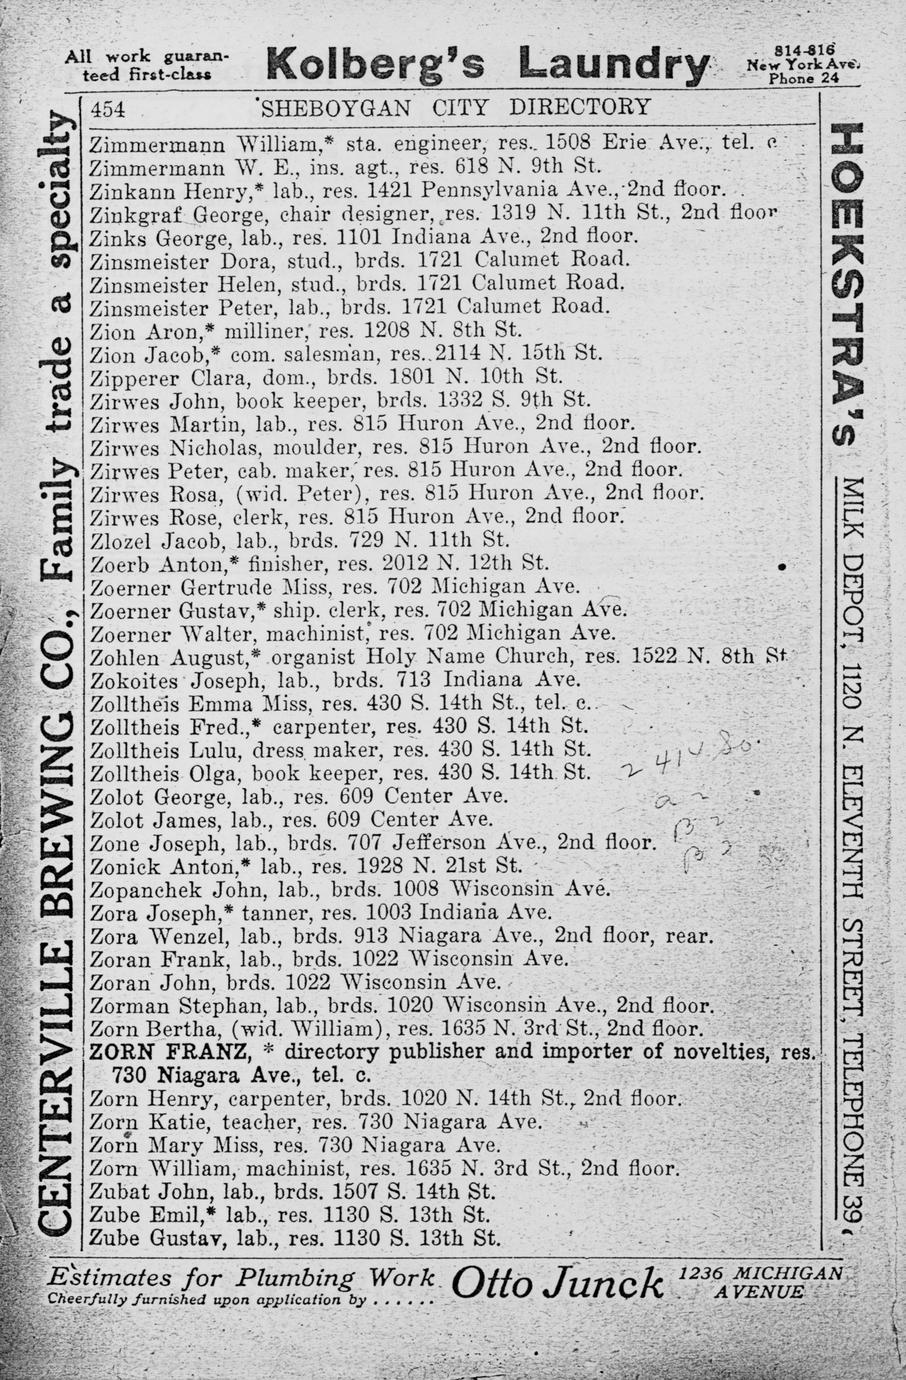 All work guaran-
teed first-class
Kolberg's Laundry
814-816
New York Ave.
Phone 24
454 SHEBOYGAN CITY DIRECTORY
Zimmermann William,* sta. engineer, res. 1508 Erie Ave., tel. c
Zimmermann W. E., ins. agt., res. 618 N. 9th St.
Zinkann Henry,* lab., res. 1421 Pennsylvania Ave., 2nd floor.
Zinkgraf George, chair designer, res. 1319 N. 11th St., 2nd floor
Zinks George, lab., res. 1101 Indiana Ave., 2nd floor.
Zinsmeister Dora, stud., brds. 1721 Calumet Road.
Zinsmeister Helen, stud., brds. 1721 Calumet Road.
Zinsmeister Peter, lab., brds. 1721 Calumet Road.
Zion Aron,* milliner, res. 1208 N. 8th St.
Zion Jacob,* com. salesman, res. 2114 N. 15th St.
Zipperer Clara, dom., brds. 1801 N. 10th St.
Zirwes John, book keeper, brds. 1332 S. 9th St.
Zirwes Martin, lab., res. 815 Huron Ave., 2nd floor.
Zirwes Nicholas, moulder, res. 815 Huron Ave., 2nd floor.
Zirwes Peter, cab. maker, res. 815 Huron Ave., 2nd floor.
Zirwes Rosa, (wid. Peter), res. 815 Huron Ave., 2nd floor.
Zirwes Rose, clerk, res. 815 Huron Ave., 2nd floor.
Zlozel Jacob, lab., brds. 729 N. 11th St.
Zoerb Anton,* finisher, res. 2012 N. 12th St.
Zoerner Gertrude Miss, res. 702 Michigan Ave.
Zoerner Gustav,* ship. clerk, res. 702 Michigan Ave.
Zoerner Walter, machinist, res. 702 Michigan Ave.
Zohlen August,* organist Holy Name Church, res. 1522 N. 8th St
Zokoites Joseph, lab., brds. 713 Indiana Ave.
Zolltheis Emma Miss, res. 430 S. 14th St., tel. c.
Zolltheis Fred.,* carpenter, res. 430 S. 14th St.
Zolltheis Lulu, dress maker, res. 430 S. 14th St.
Zolltheis Olga, book keeper, res. 430 S. 14th St.
Zolot George, lab., res. 609 Center Ave.
Zolot James, lab., res. 609 Center Ave.
Zone Joseph, lab., brds. 707 Jefferson Ave., 2nd floor.
Zonick Anton,* lab., res. 1928 N. 21st St.
Zopanchek John, lab., brds. 1008 Wisconsin Ave.
Zora Joseph,* tanner, res. 1003 Indiana Ave.
Zora Wenzel, lab., brds. 913 Niagara Ave., 2nd floor, rear.
Zoran Frank, lab., brds. 1022 Wisconsin Ave.
Zoran John, brds. 1022 Wisconsin Ave.
Zorman Stephan, lab., brds. 1020 Wisconsin Ave., 2nd floor.
Zorn Bertha, (wid. William), res. 1635 N. 3rd St., 2nd floor.
ZORN FRANZ, * directory publisher and importer of novelties, res.
730 Niagara Ave., tel. c.
Zorn Henry, carpenter, brds. 1020 N. 14th St., 2nd floor.
Zorn Katie, teacher, res. 730 Niagara Ave.
Zorn Mary Miss, res. 730 Niagara Ave.
Zorn William, machinist, res. 1635 N. 3rd St., 2nd floor.
Zubat John, lab., brds. 1507 S. 14th St.
Zube Emil,* lab., res. 1130 S. 13th St.
Zube Gustav, lab., res. 1130 S. 13th St.
CENTERVILLE BREWING CO., Family trade a specialty
HOEKSTRA's MILK DEPOT, 1120 N. ELEVENTH STREET, TELEPHONE 39,
Estimates for Plumbing Work
Cheerfully furnished upon application by . . . . . .
Otto Junck
1236 MICHIGAN
AVENUE